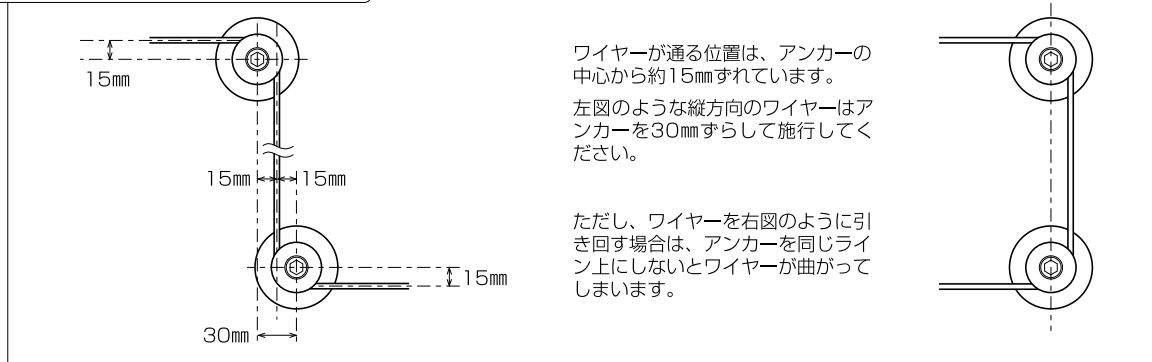 15㎜
15㎜
15㎜
15㎜
30㎜
ワイヤーが通る位置は、アンカーの
中心から約15㎜ずれています。
左図のような縦方向のワイヤーはア
ンカーを30㎜ずらして施行してく
ださい。
ただし、ワイヤーを右図のように引
き回す場合は、アンカーを同じライ
ン上にしないとワイヤーが曲がって
しまいます。